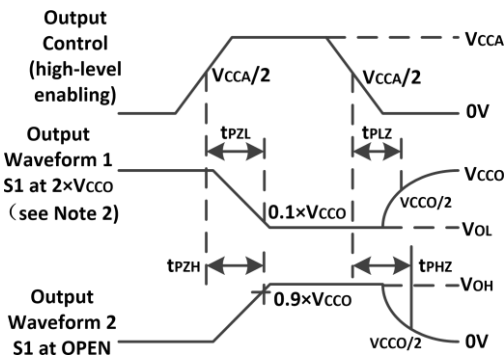 Output
Control
(high-level
enabling)
VCCA
VCCA/2
VCCA/2
0V
Output
Waveform 1
S1 at 2×VCCO
(see Note 2)
tPZL
tPLZ
VCCO
0.1×VCCO
VCCO/2
VOL
tPZH
tPHZ
VOH
Output
Waveform 2
S1 at OPEN
0.9×VCCO
VCCO/2
0V